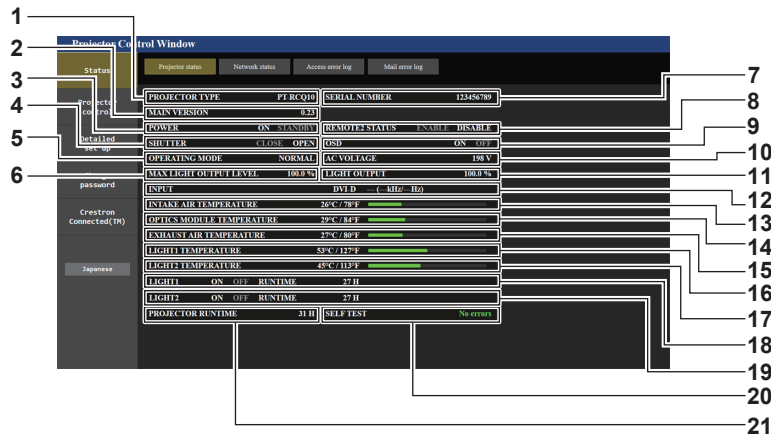 Projector Control Window
Status
Projector control
Detailed set up
password
Crestron Connected(TM)
Japanese
Projector status Network status Access error log Mail error log
PROJECTOR TYPE PT-RCQ10 SERIAL NUMBER 123456789
MAIN VERSION 0.23
POWER ON STANDBY REMOTE2 STATUS ENABLE DISABLE
SHUTTER CLOSE OPEN OSD ON OFF
OPERATING MODE NORMAL AC VOLTAGE 198 V
MAX LIGHT OUTPUT LEVEL 100.0 % LIGHT OUTPUT 100.0 %
INPUT DVI-D — (—kHz/—Hz)
INTAKE AIR TEMPERATURE 26°C / 78°F
OPTICS MODULE TEMPERATURE 29°C / 84°F
EXHAUST AIR TEMPERATURE 27°C / 80°F
LIGHT1 TEMPERATURE 53°C / 127°F
LIGHT2 TEMPERATURE 45°C / 113°F
LIGHT1 ON OFF RUNTIME 27 H
LIGHT2 ON OFF RUNTIME 27 H
PROJECTOR RUNTIME 31 H SELF TEST No errors
1
2
3
4
5
6
7
8
9
10
11
12
13
14
15
16
17
18
19
20
21